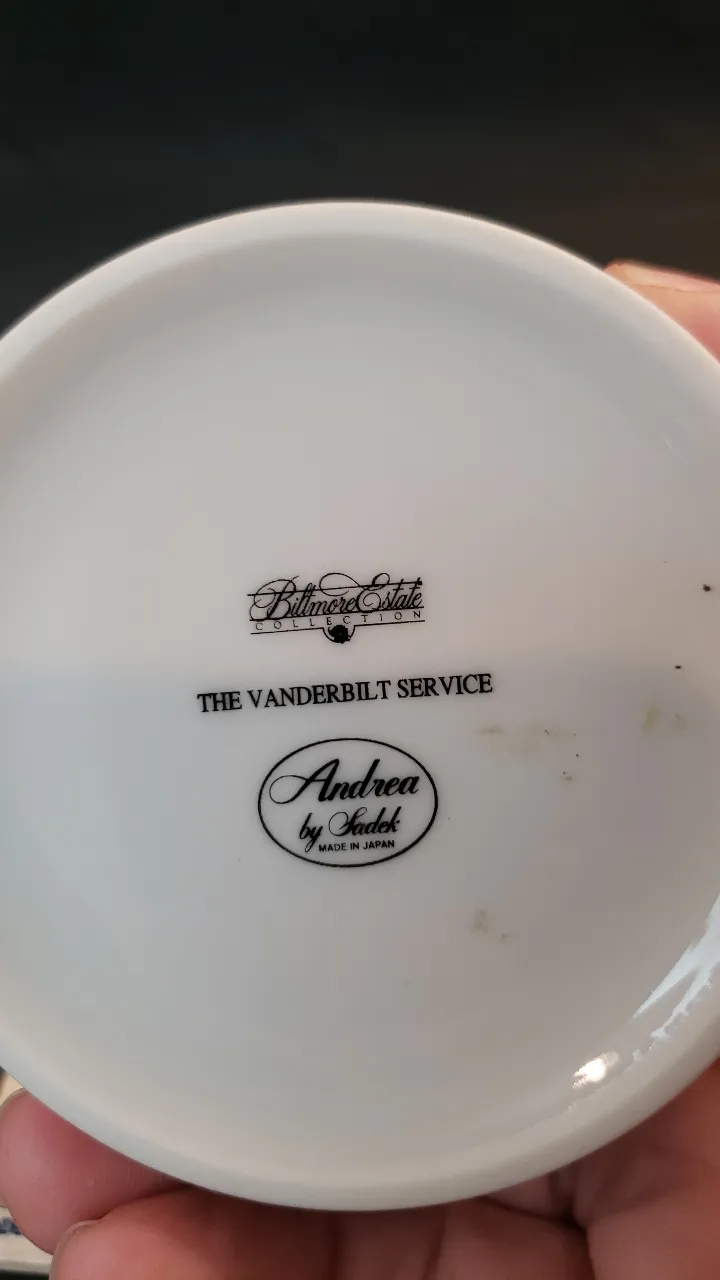 Biltmore Estate
COLLECTION
THE VANDERBILT SERVICE
Andrea
by Sadek
MADE IN JAPAN